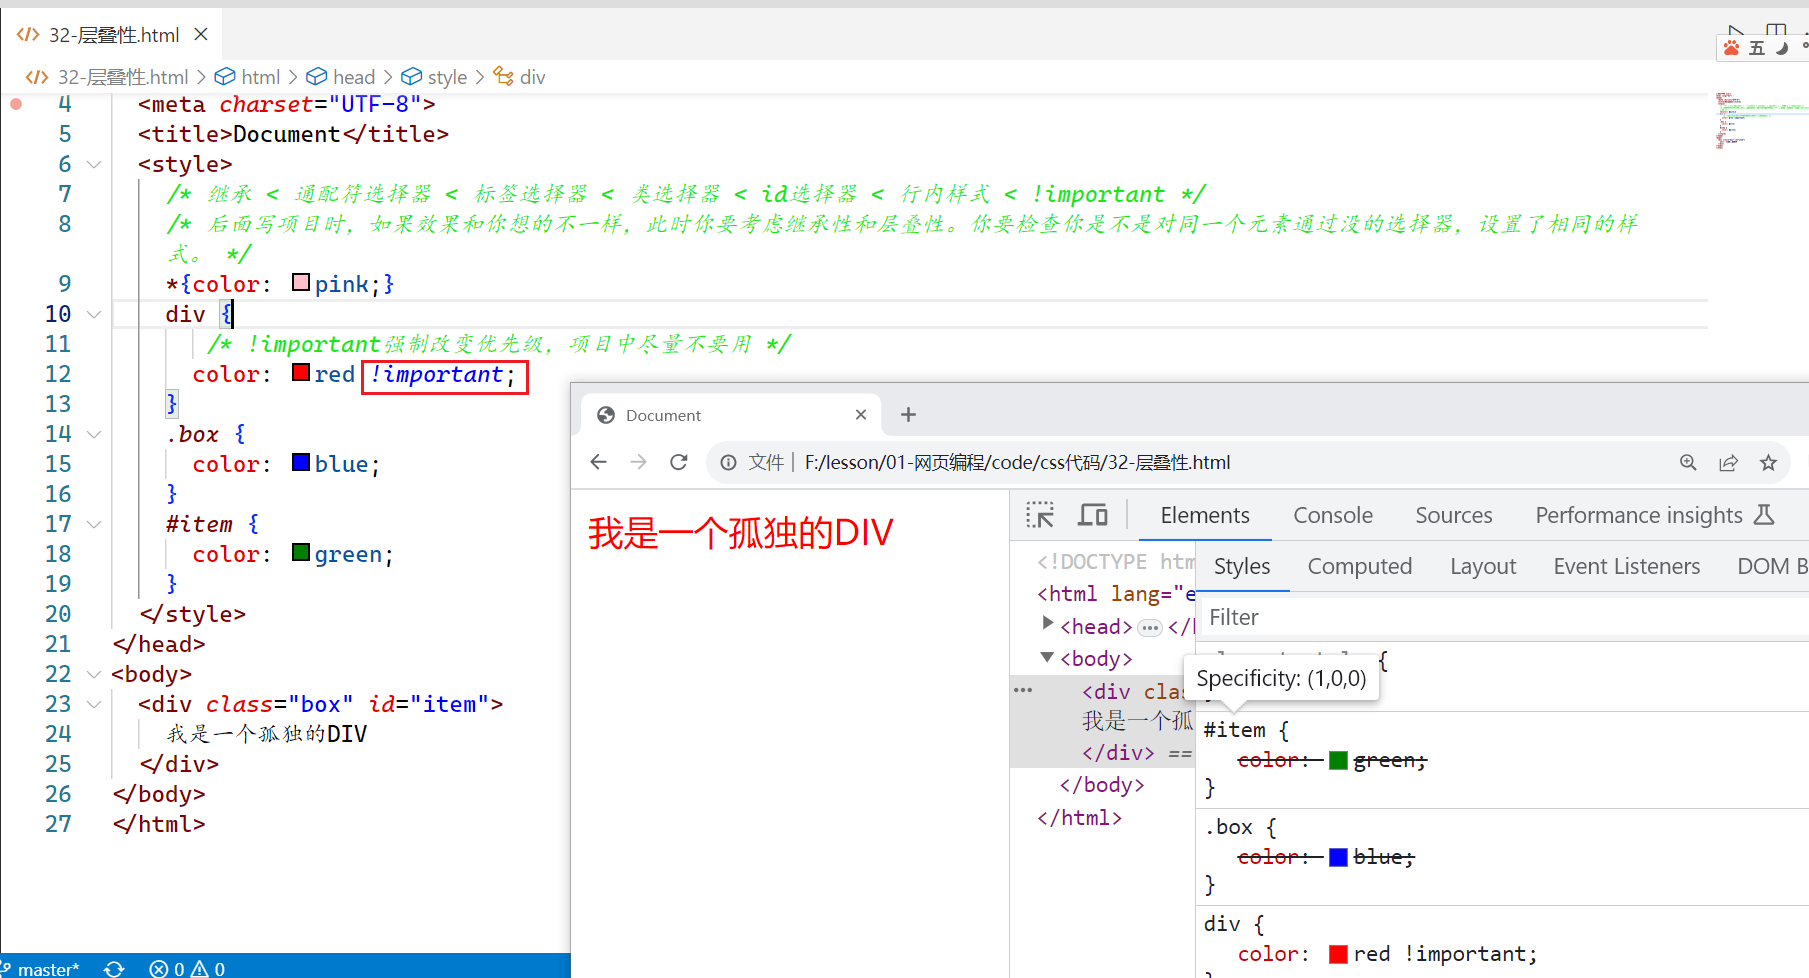 32-层叠性.html
五
32-层叠性.html > html > head > style > div
4 <meta charset="UTF-8">
5 <title>Document</title>
6 <style>
7 /* 继承 < 通配符选择器 < 标签选择器 < 类选择器 < id选择器 < 行内样式 < !important */
8 /* 后面写项目时，如果效果和你想的不一样，此时你要考虑继承性和层叠性。你要检查你是不是对同一个元素通过没的选择器，设置了相同的样
式。 */
9 *{color: pink;}
10 div {
11 /* !important强制改变优先级，项目中尽量不要用 */
12 color: red !important;
13 }
14 .box {
15 color: blue;
16 }
17 #item {
18 color: green;
19 }
20 </style>
21 </head>
22 <body>
23 <div class="box" id="item">
24 我是一个孤独的DIV
25 </div>
26 </body>
27 </html>
master* 0 0
Document
文件 | F:/lesson/01-网页编程/code/css代码/32-层叠性.html
我是一个孤独的DIV
Elements Console Sources Performance insights
<!DOCTYPE htm
<html lang="e
<head> ••• </h
<body>
<div clas
我是一个孤
</div> ==
</body>
</html>
Styles Computed Layout Event Listeners DOM B
Filter
{
Specificity: (1,0,0)
#item {
color: green;
}
.box {
color: blue;
}
div {
color: red !important;